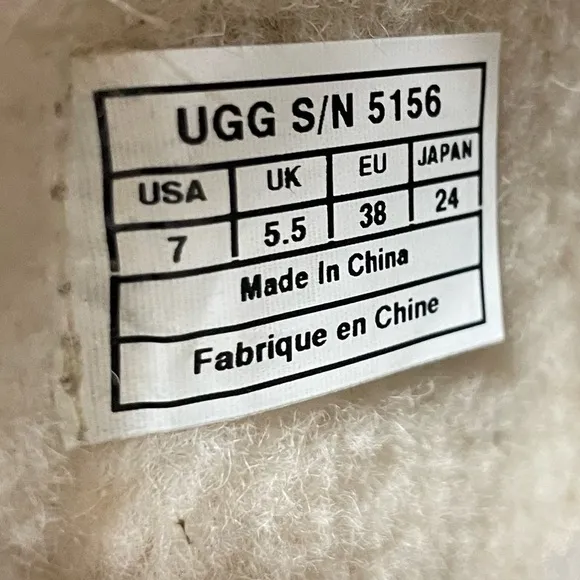 UGG S/N 5156
USA UK EU JAPAN
7 5.5 38 24
Made In China
Fabrique en Chine